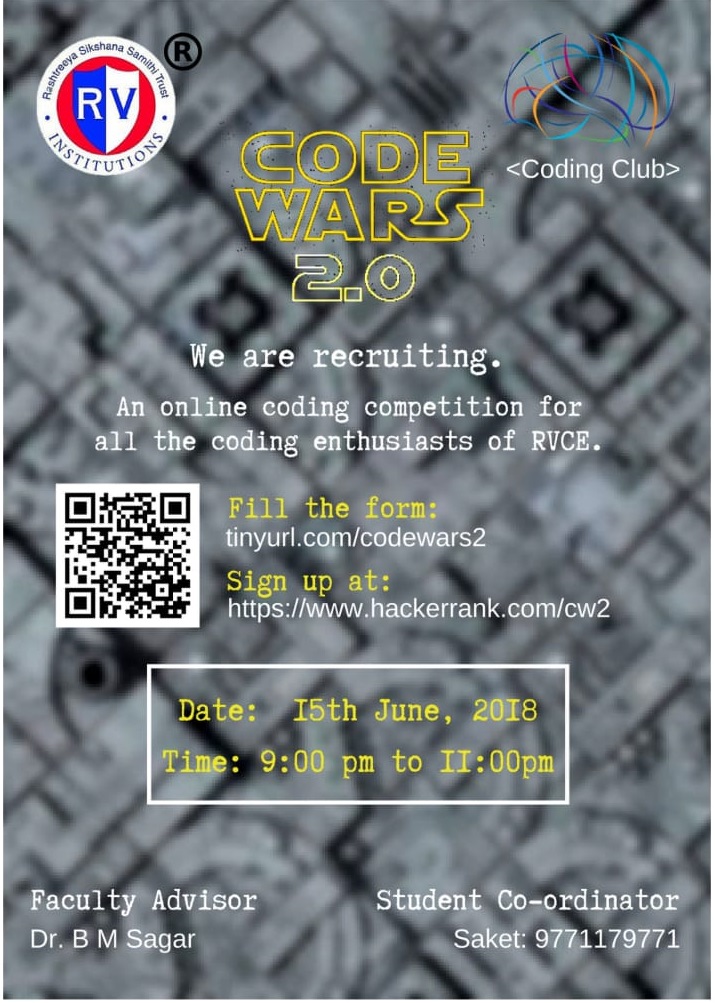 Rashtreeya Sikshana Samithi Trust
RV
INSTITUTIONS
®
<Coding Club>
CODE
WARS
2.0
We are recruiting.
An online coding competition for
all the coding enthusiasts of RVCE.
Fill the form:
tinyurl.com/codewars2
Sign up at:
https://www.hackerrank.com/cw2
Date: 15th June, 2018
Time: 9:00 pm to 11:00pm
Faculty Advisor
Dr. B M Sagar
Student Co-ordinator
Saket: 9771179771